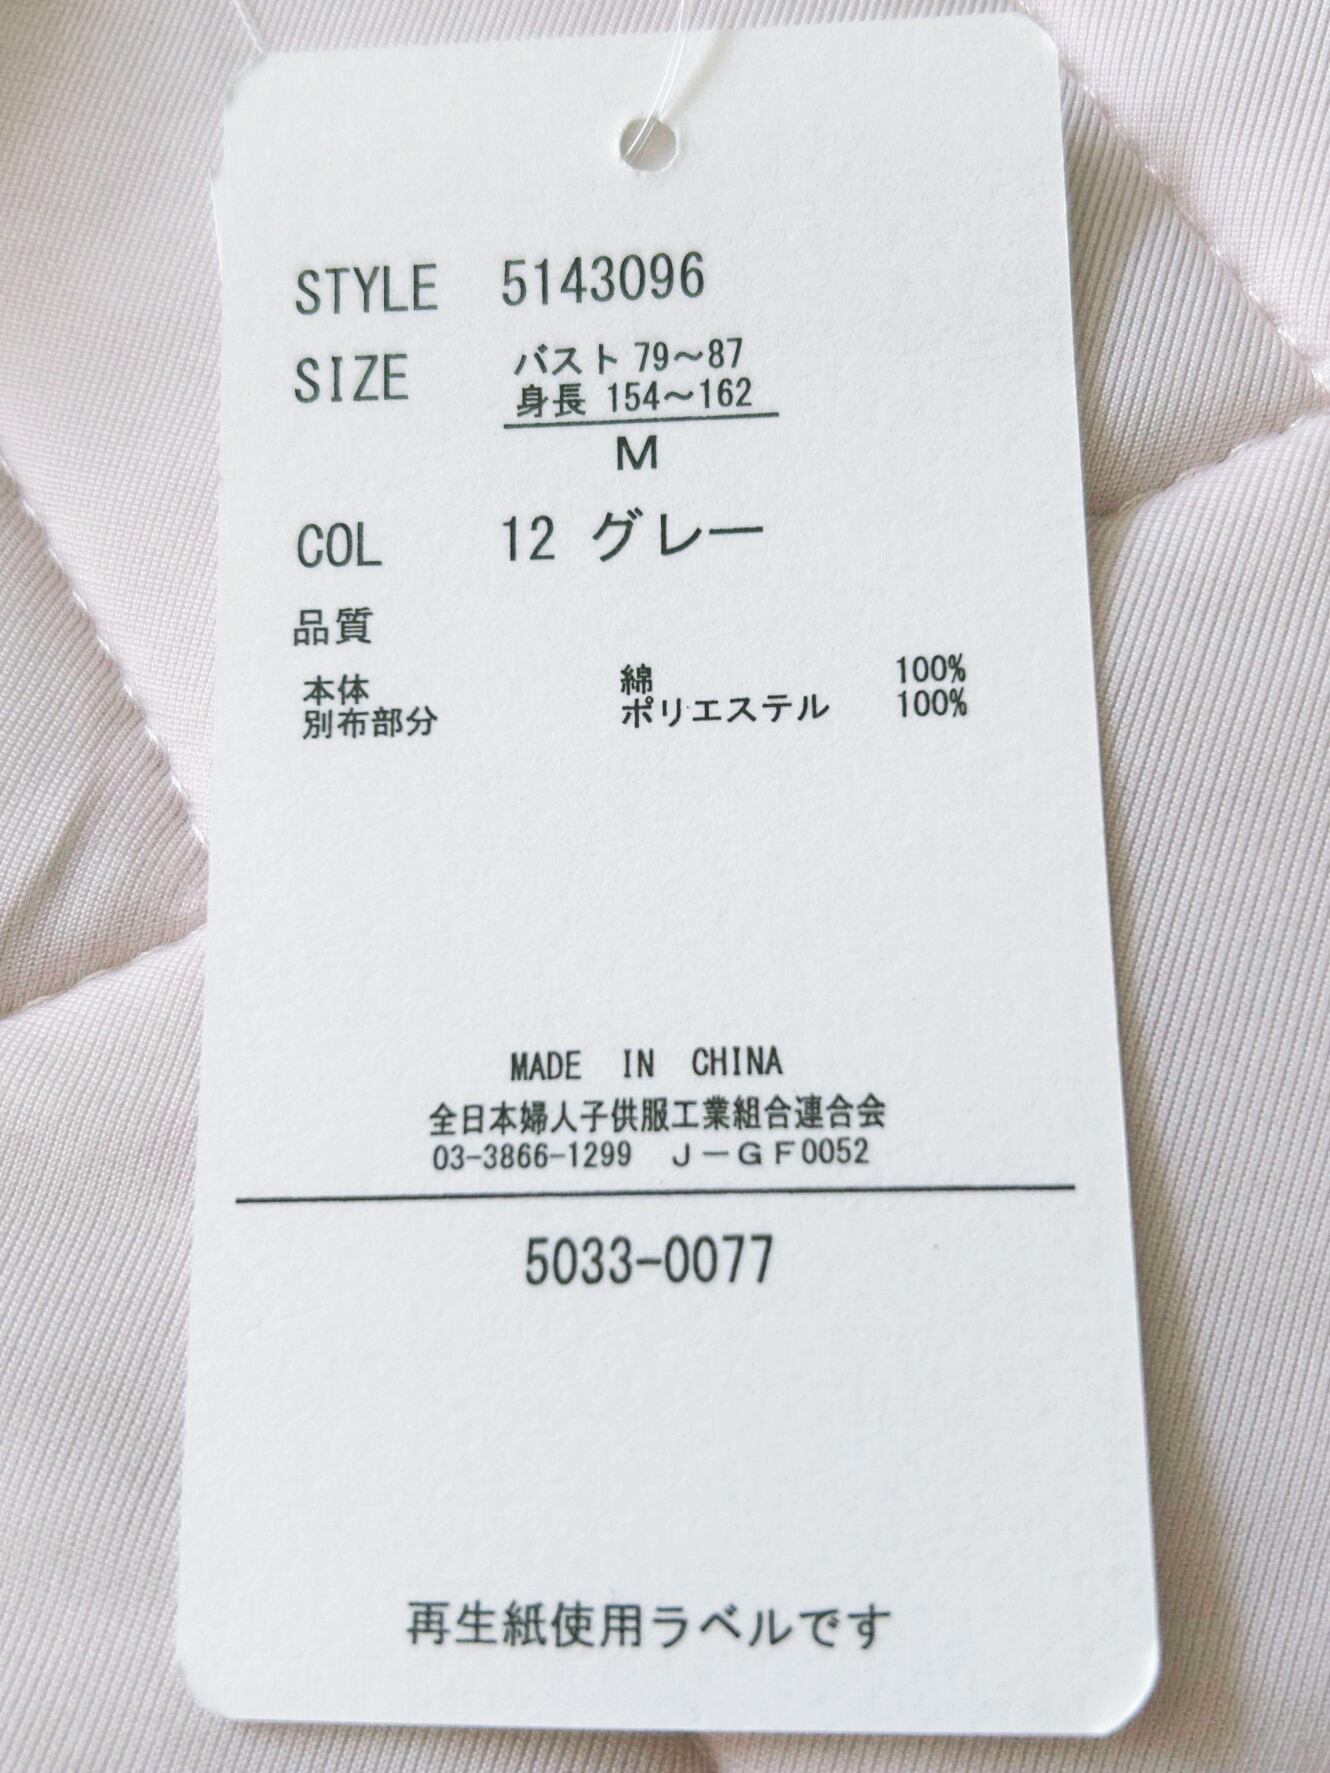 STYLE 5143096
SIZE バスト 79〜87
身長 154〜162
M
COL 12 グレー
品質
本体 綿 100%
別布部分 ポリエステル 100%
MADE IN CHINA
全日本婦人子供服工業組合連合会
03-3866-1299 J－GF0052
5033-0077
再生紙使用ラベルです